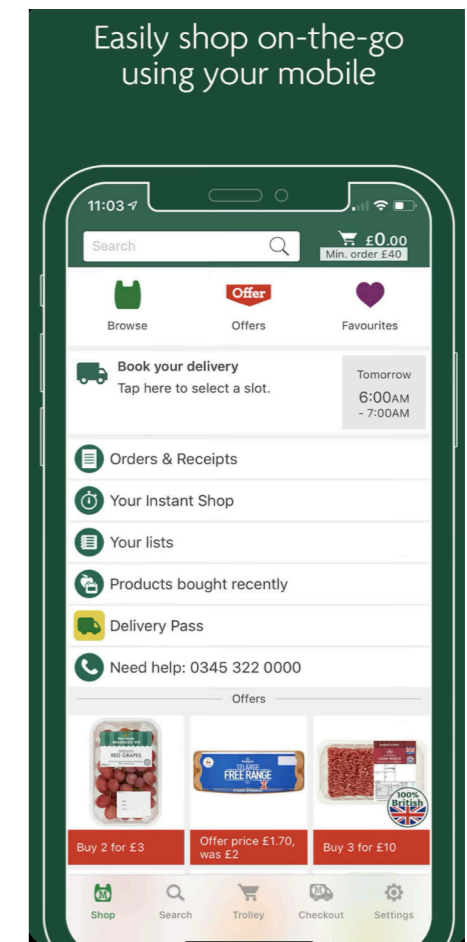 Easily shop on-the-go
using your mobile
11:03
Search
£0.00
Min. order £40
Offer
Browse
Offers
Favourites
Book your delivery
Tap here to select a slot.
Tomorrow
6:00AM
- 7:00AM
Orders & Receipts
Your Instant Shop
Your lists
Products bought recently
Delivery Pass
Need help: 0345 322 0000
Offers
RED GRAPES
12 LARGE
FREE RANGE
100%
British
Buy 2 for £3
Offer price £1.70,
was £2
Buy 3 for £10
M
M
Shop
Search
Trolley
Checkout
Settings